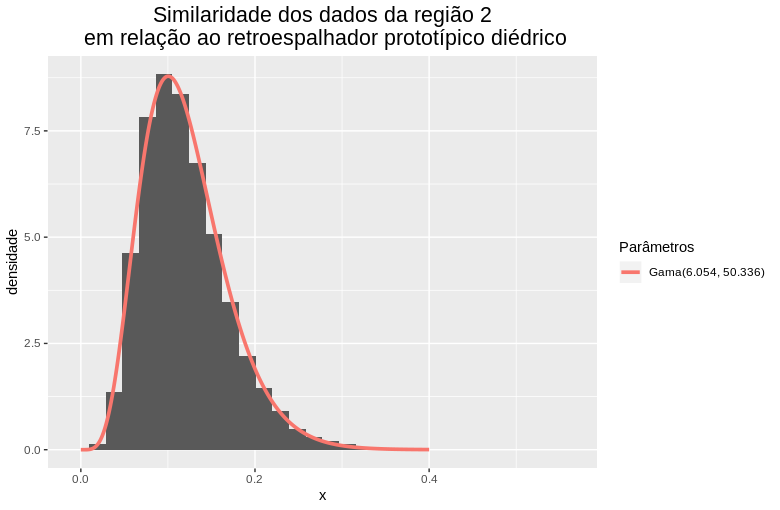 Similaridade dos dados da região 2
em relação ao retroespalhador prototípico diédrico
densidade
7.5
5.0
2.5
0.0
0.0
0.2
0.4
x
Parâmetros
Gama(6.054, 50.336)